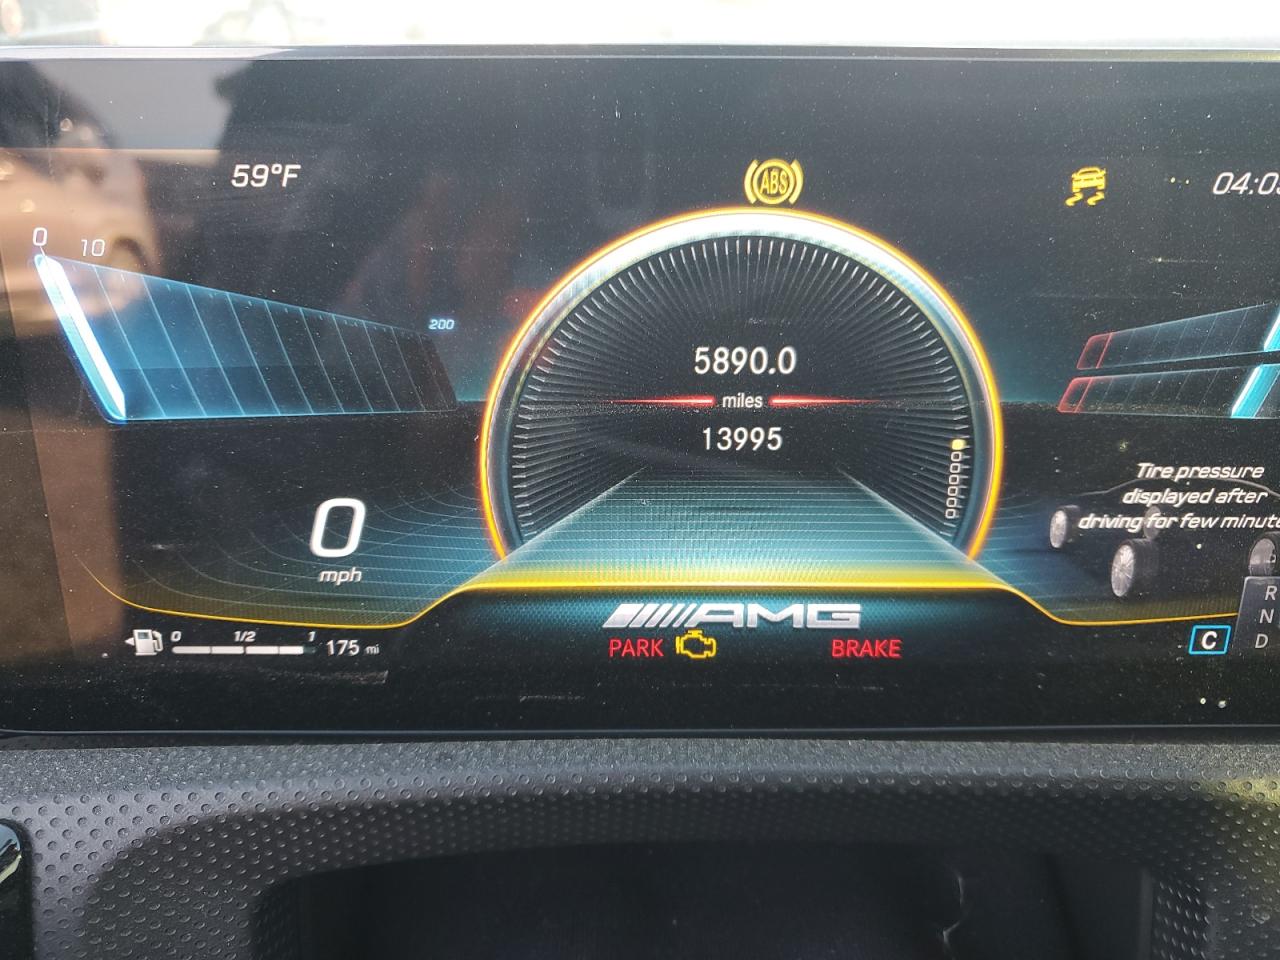 59°F
ABS
04:0
0
10
200
5890.0
miles
13995
Tire pressure
displayed after
driving for few minut
0
mph
AMG
0 1/2 1
175 mi
PARK
BRAKE
C
R
N
D